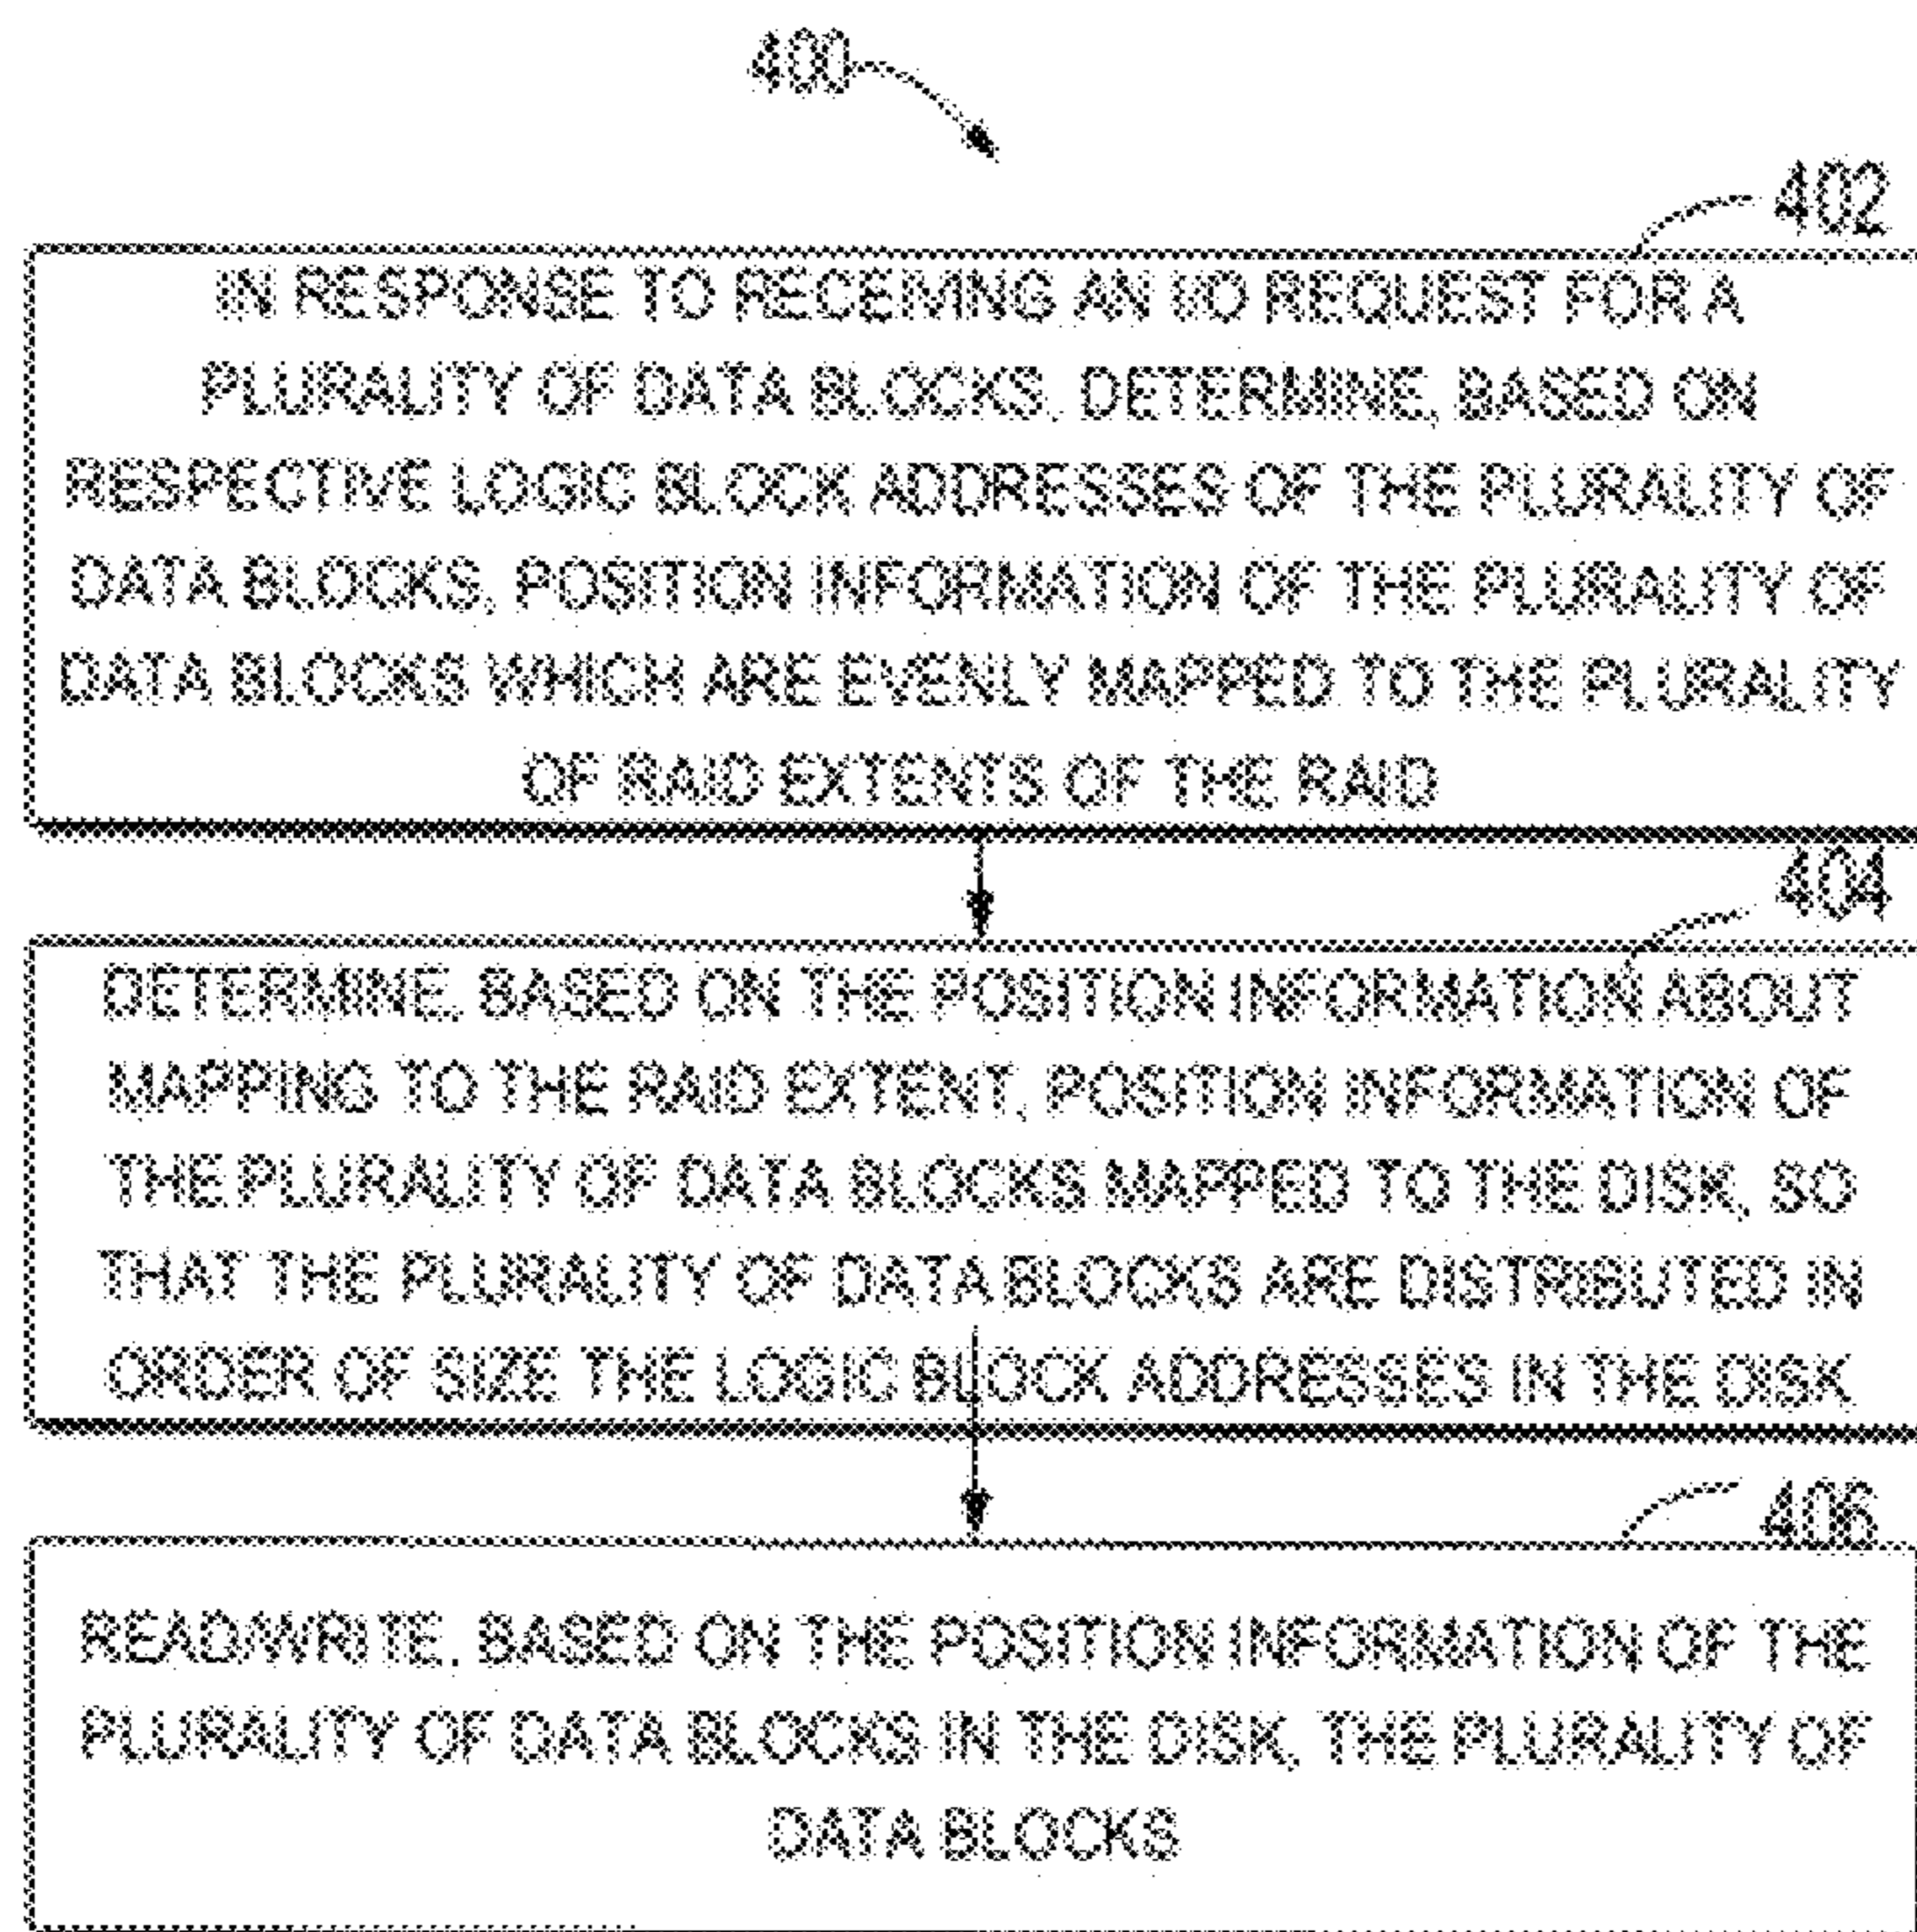 400
402
IN RESPONSE TO RECEIVING AN I/O REQUEST FOR A
PLURALITY OF DATA BLOCKS, DETERMINE, BASED ON
RESPECTIVE LOGIC BLOCK ADDRESSES OF THE PLURALITY OF
DATA BLOCKS, POSITION INFORMATION OF THE PLURALITY OF
DATA BLOCKS WHICH ARE EVENLY MAPPED TO THE PLURALITY
OF RAID EXTENTS OF THE RAID
404
DETERMINE, BASED ON THE POSITION INFORMATION ABOUT
MAPPING TO THE RAID EXTENT, POSITION INFORMATION OF
THE PLURALITY OF DATA BLOCKS MAPPED TO THE DISK, SO
THAT THE PLURALITY OF DATA BLOCKS ARE DISTRIBUTED IN
ORDER OF SIZE THE LOGIC BLOCK ADDRESSES IN THE DISK
406
READ/WRITE, BASED ON THE POSITION INFORMATION OF THE
PLURALITY OF DATA BLOCKS IN THE DISK, THE PLURALITY OF
DATA BLOCKS